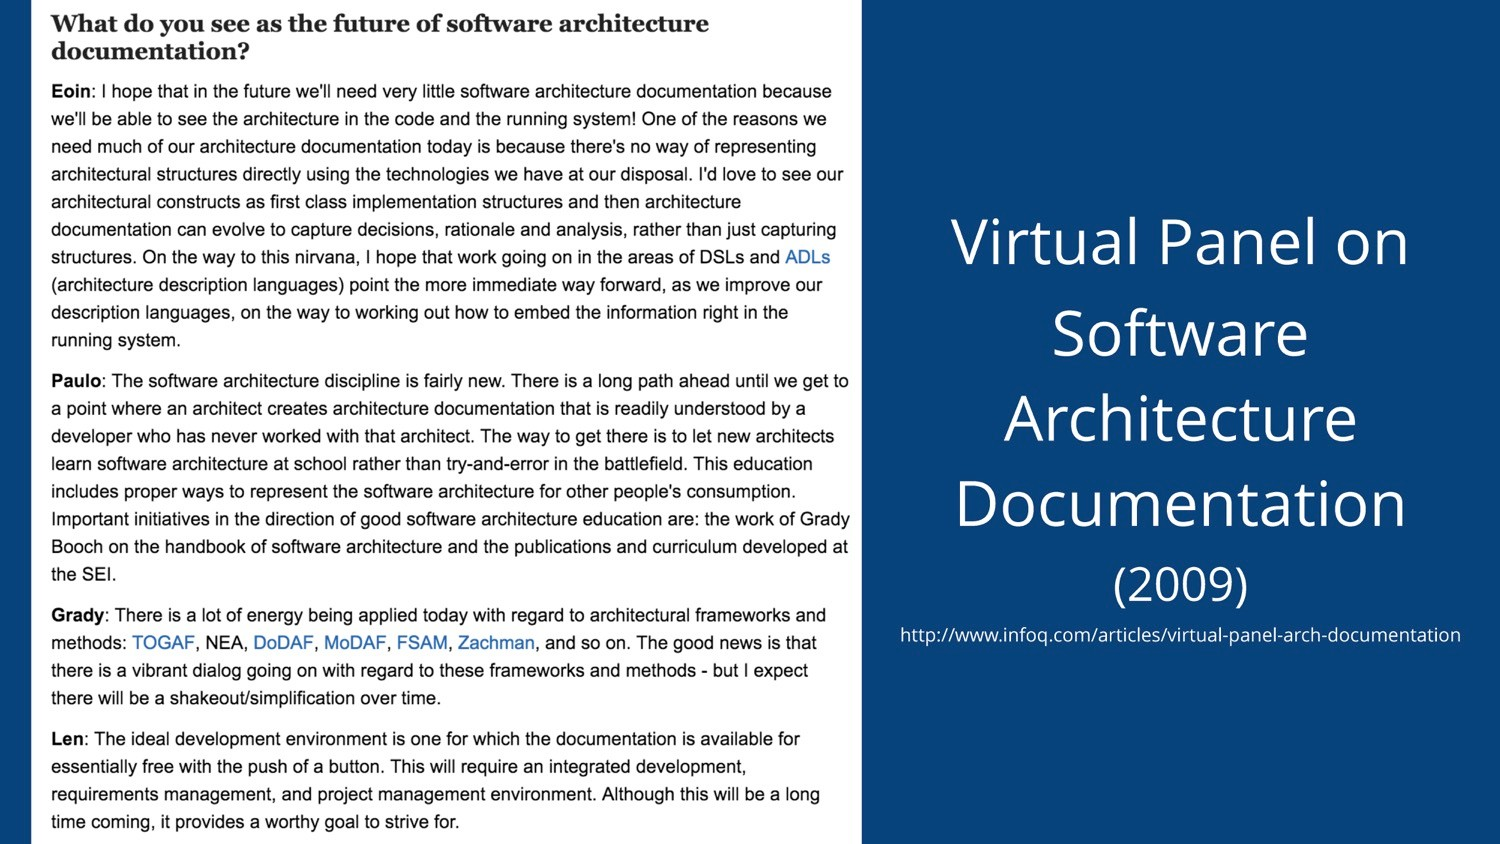 What do you see as the future of software architecture
documentation?
Eoin: I hope that in the future we'll need very little software architecture documentation because
we'll be able to see the architecture in the code and the running system! One of the reasons we
need much of our architecture documentation today is because there's no way of representing
architectural structures directly using the technologies we have at our disposal. I'd love to see our
architectural constructs as first class implementation structures and then architecture
documentation can evolve to capture decisions, rationale and analysis, rather than just capturing
structures. On the way to this nirvana, I hope that work going on in the areas of DSLs and ADLs
(architecture description languages) point the more immediate way forward, as we improve our
description languages, on the way to working out how to embed the information right in the
running system.
Paulo: The software architecture discipline is fairly new. There is a long path ahead until we get to
a point where an architect creates architecture documentation that is readily understood by a
developer who has never worked with that architect. The way to get there is to let new architects
learn software architecture at school rather than try-and-error in the battlefield. This education
includes proper ways to represent the software architecture for other people's consumption.
Important initiatives in the direction of good software architecture education are: the work of Grady
Booch on the handbook of software architecture and the publications and curriculum developed at
the SEI.
Grady: There is a lot of energy being applied today with regard to architectural frameworks and
methods: TOGAF, NEA, DoDAF, MoDAF, FSAM, Zachman, and so on. The good news is that
there is a vibrant dialog going on with regard to these frameworks and methods - but I expect
there will be a shakeout/simplification over time.
Len: The ideal development environment is one for which the documentation is available for
essentially free with the push of a button. This will require an integrated development,
requirements management, and project management environment. Although this will be a long
time coming, it provides a worthy goal to strive for.
Virtual Panel on
Software
Architecture
Documentation
(2009)
http://www.infoq.com/articles/virtual-panel-arch-documentation